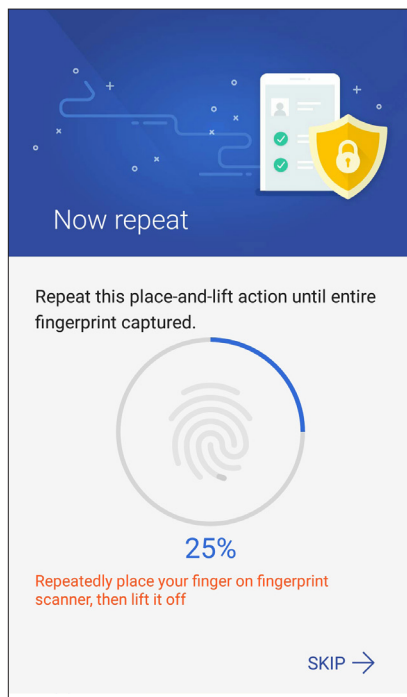 Now repeat
Repeat this place-and-lift action until entire
fingerprint captured.
25%
Repeatedly place your finger on fingerprint
scanner, then lift it off
SKIP